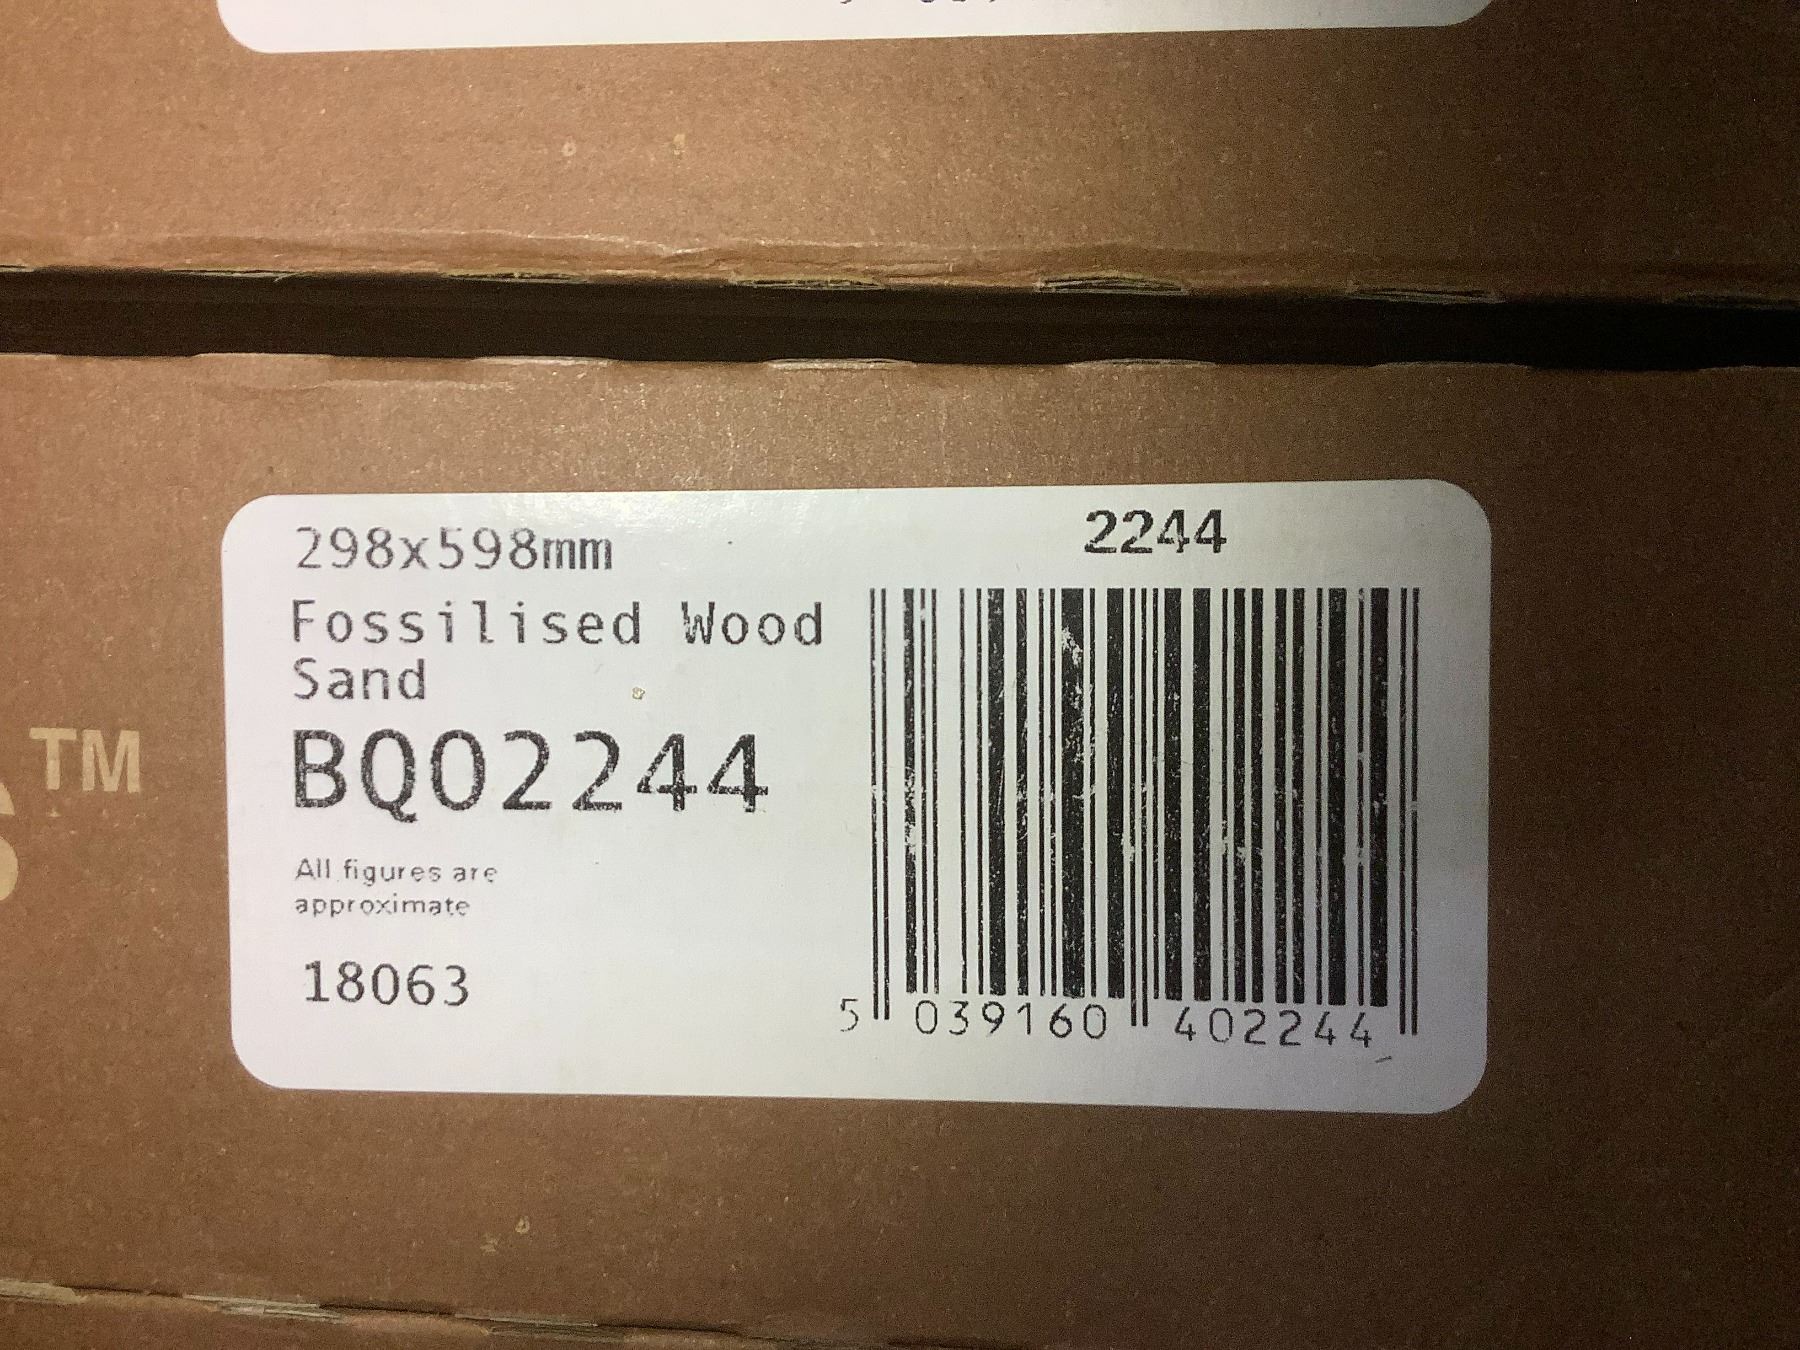 298x598mm
Fossilised Wood
Sand
BQ02244
All figures are
approximate
18063
2244
5 039160 402244
TM